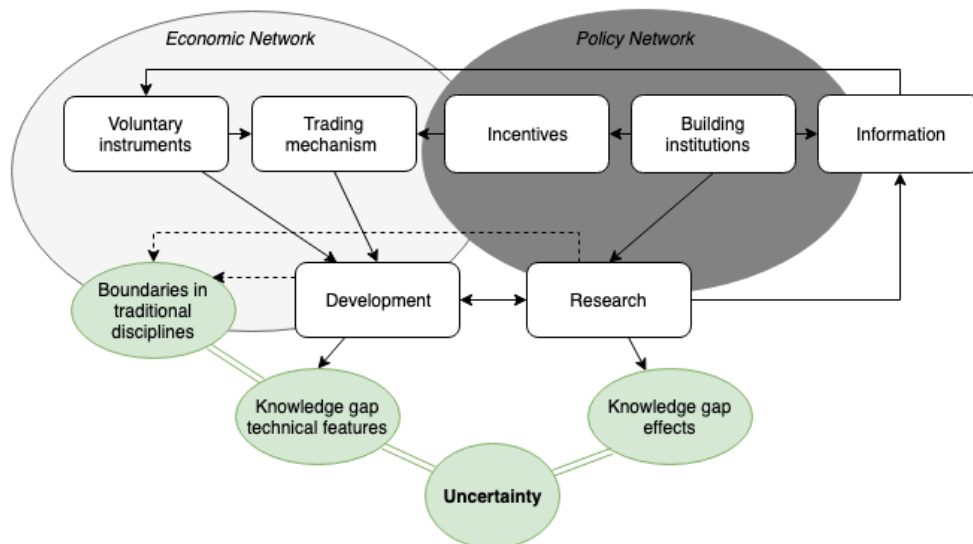 Economic Network
Policy Network
Voluntary
instruments
Trading
mechanism
Incentives
Building
institutions
Information
Boundaries in
traditional
disciplines
Development
Research
Knowledge gap
technical features
Knowledge gap
effects
Uncertainty